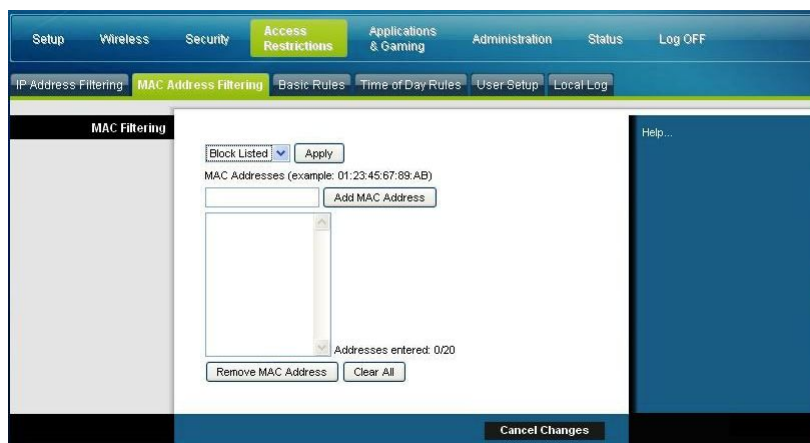 Setup Wireless Security Access Restrictions Applications & Gaming Administration Status Log OFF
IP Address Filtering MAC Address Filtering Basic Rules Time of Day Rules User Setup Local Log
MAC Filtering
Help...
Block Listed Apply
MAC Addresses (example: 01:23:45:67:89:AB)
Add MAC Address
Addresses entered: 0/20
Remove MAC Address Clear All
Cancel Changes